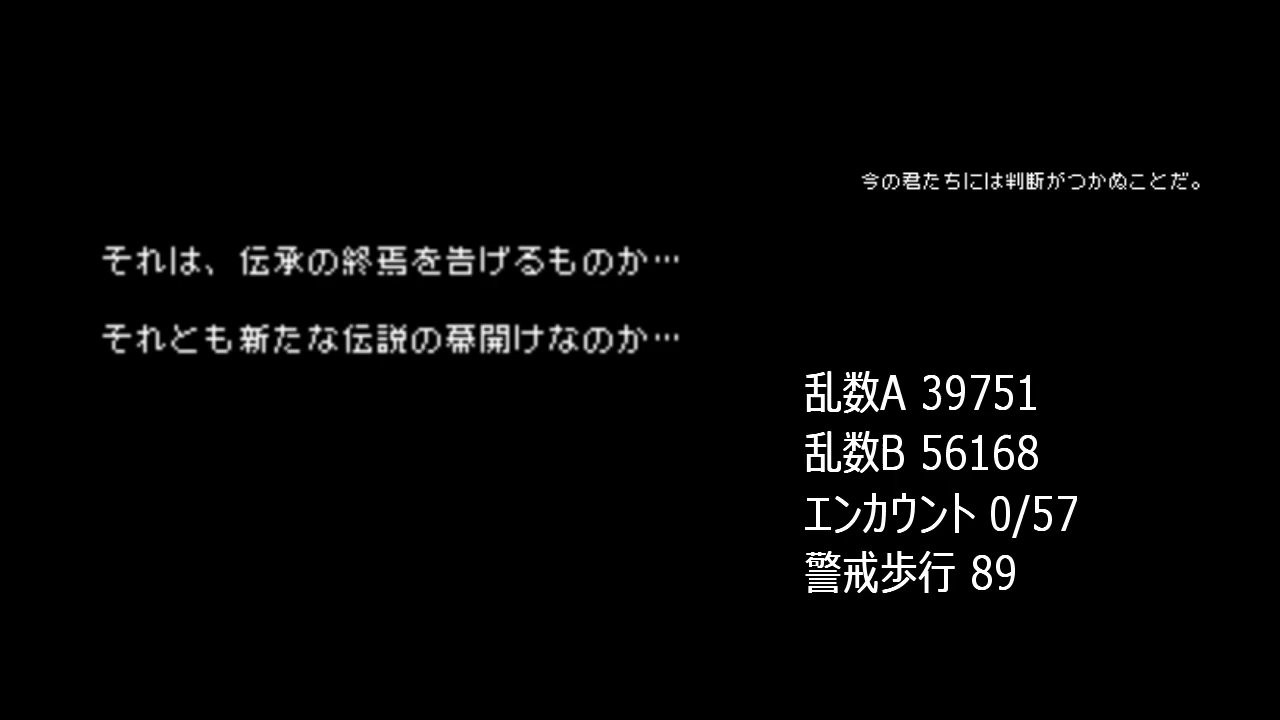 今の君たちには判断がつかぬことだ。
それは、伝承の終焉を告げるものか…
それとも新たな伝説の幕開けなのか…
乱数A 39751
乱数B 56168
エンカウント 0/57
警戒歩行 89